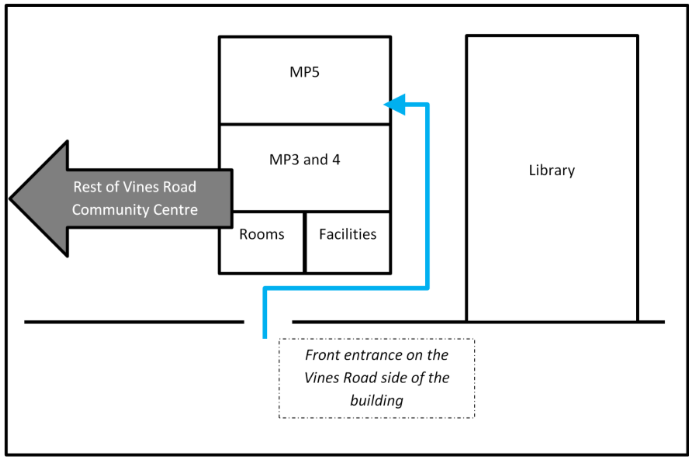 MP5
MP3 and 4
Library
Rest of Vines Road
Community Centre
Rooms
Facilities
Front entrance on the
Vines Road side of the
building